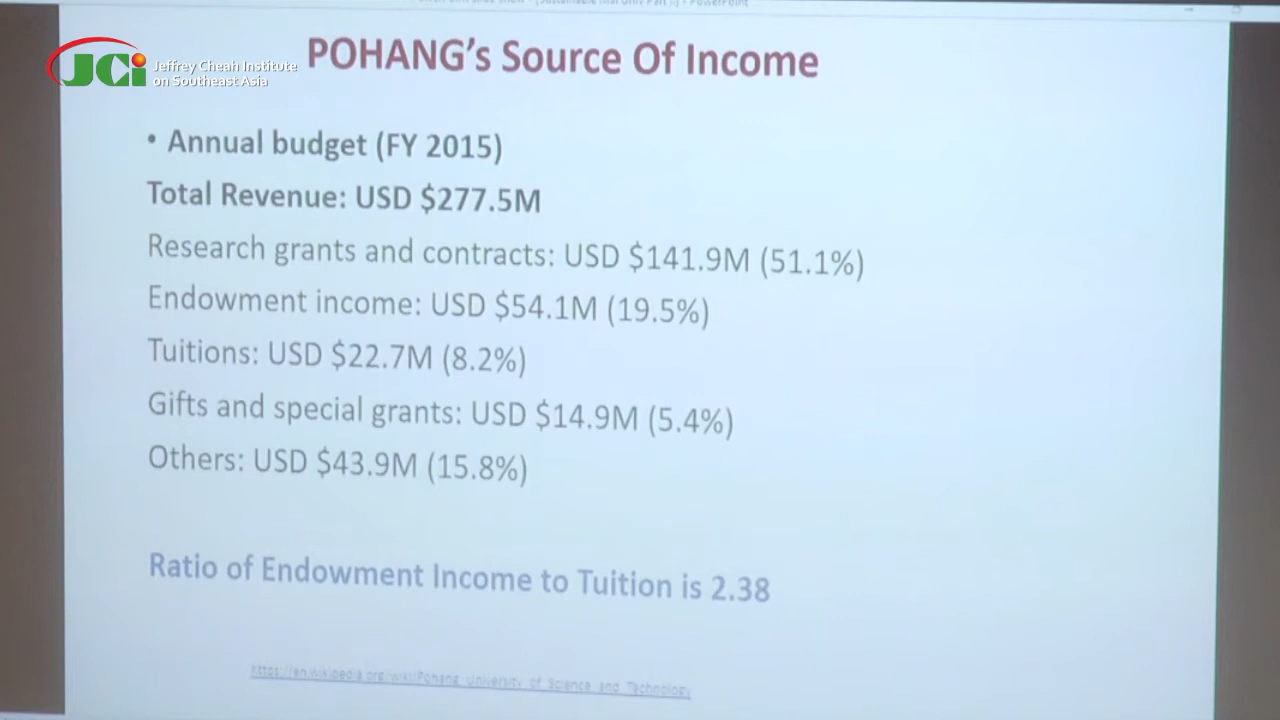 JCi Jeffrey Cheah Institute
on Southeast Asia
POHANG's Source Of Income
• Annual budget (FY 2015)
Total Revenue: USD $277.5M
Research grants and contracts: USD $141.9M (51.1%)
Endowment income: USD $54.1M (19.5%)
Tuitions: USD $22.7M (8.2%)
Gifts and special grants: USD $14.9M (5.4%)
Others: USD $43.9M (15.8%)
Ratio of Endowment Income to Tuition is 2.38
https://en.wikipedia.org/wiki/Pohang_University_of_Science_and_Technology